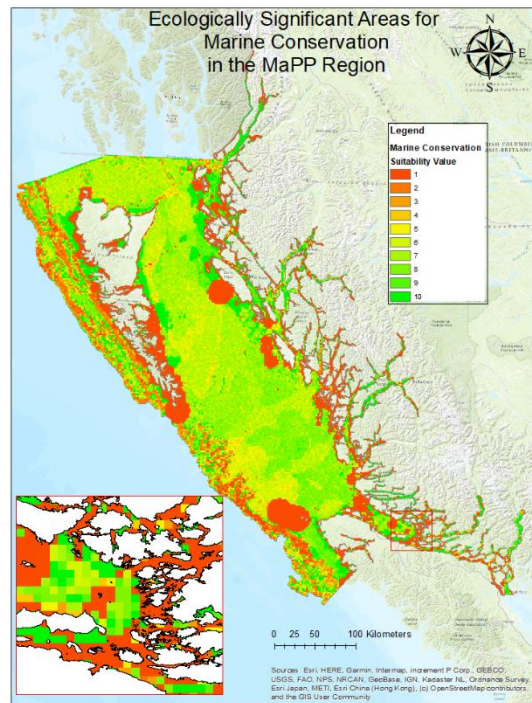 Ecologically Significant Areas for
Marine Conservation
in the MaPP Region
N
W
E
S
Legend
Marine Conservation
Suitability Value
1
2
3
4
5
6
7
8
9
10
0 25 50 100 Kilometers
Sources: Esri, HERE, Garmin, Intermap, increment P Corp., GEBCO,
USGS, FAO, NPS, NRCAN, GeoBase, IGN, Kadaster NL, Ordnance Survey,
Esri Japan, METI, Esri China (Hong Kong), (c) OpenStreetMap contributors,
and the GIS User Community